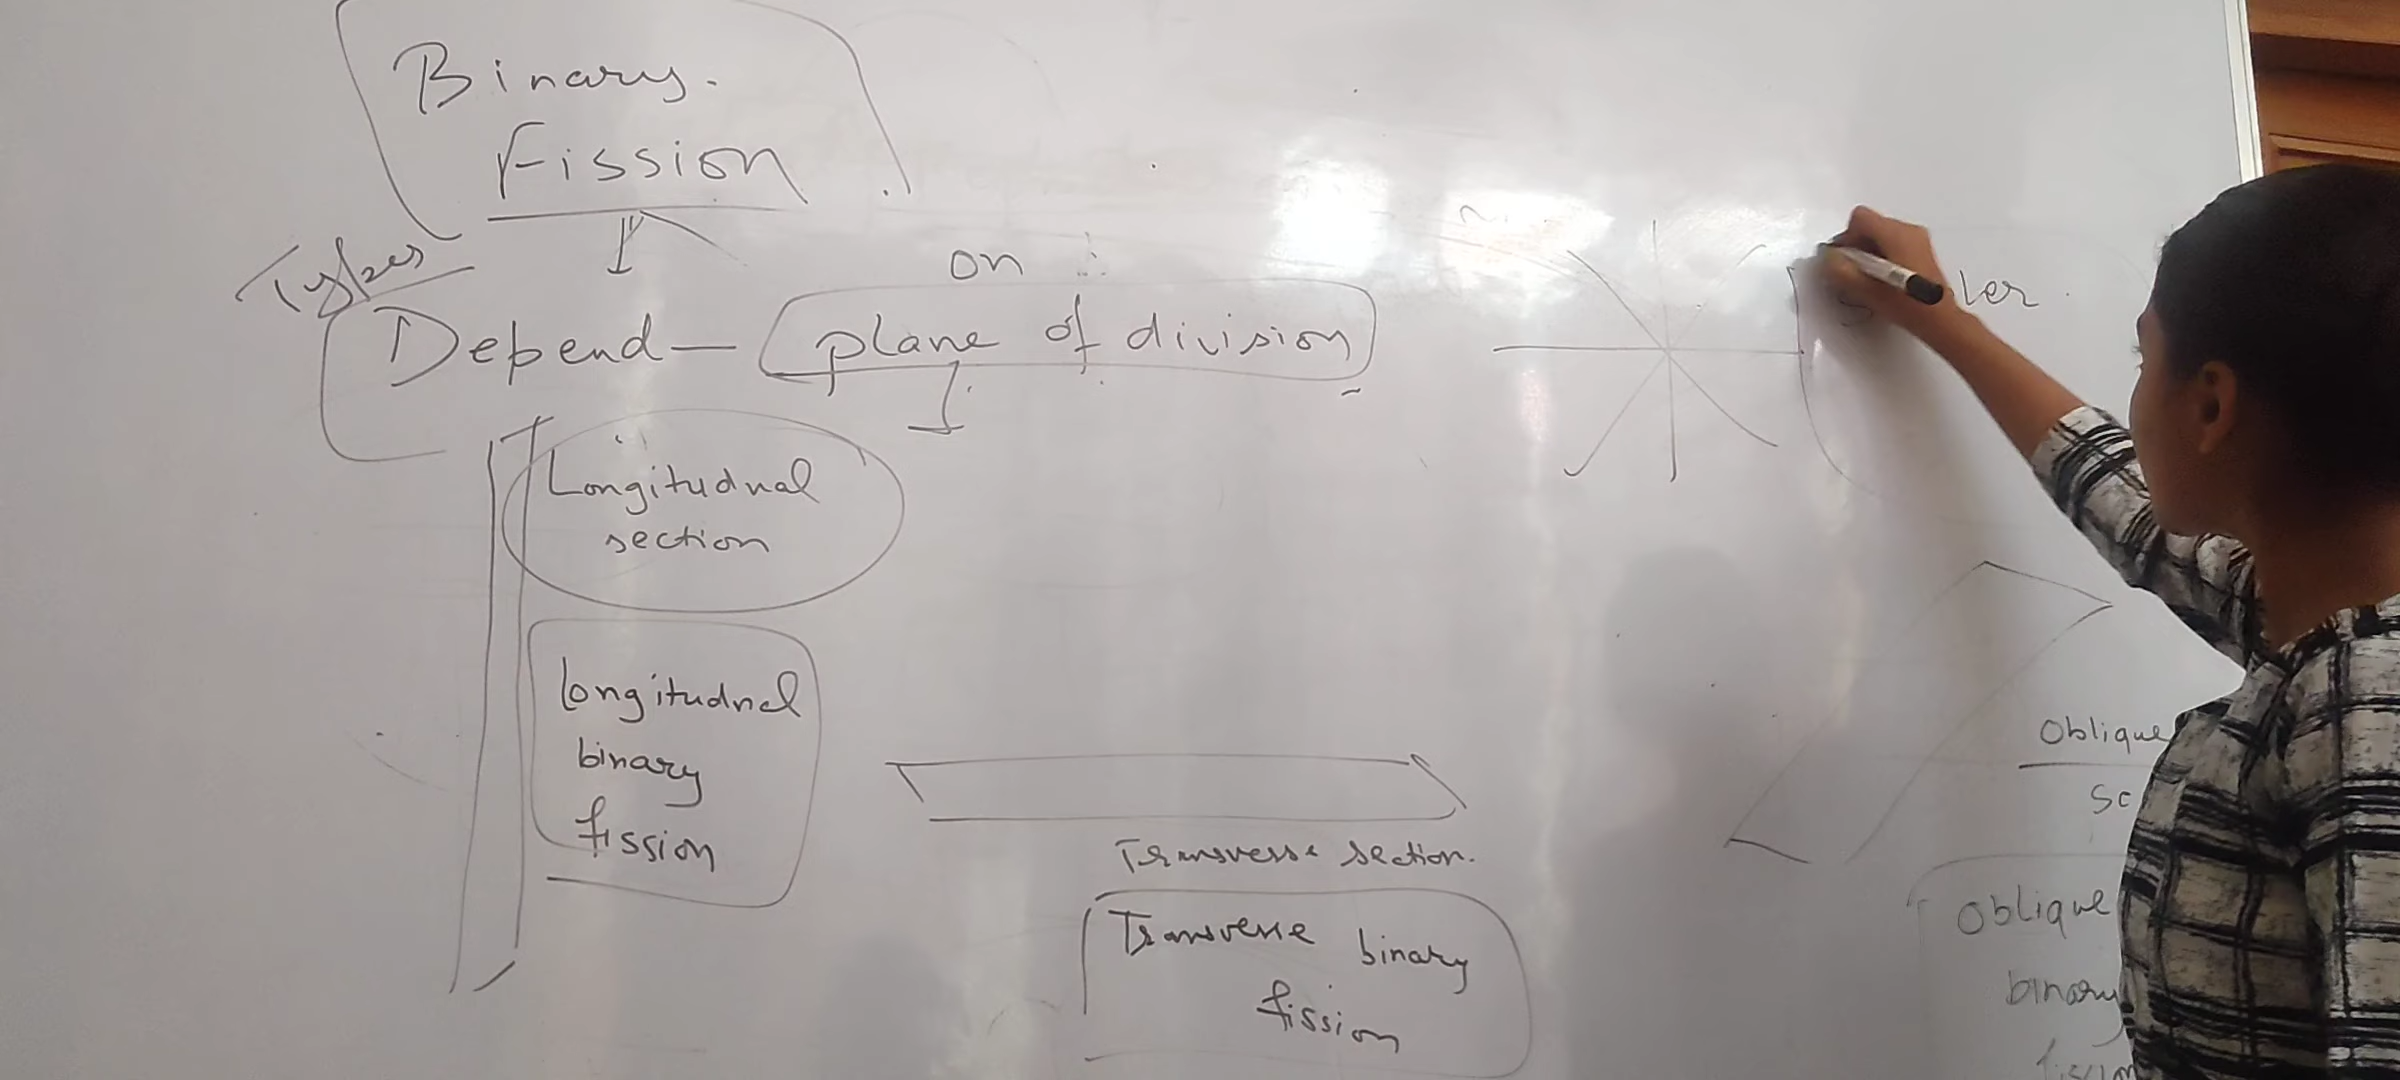 Binary.
Fission
Types
on
Depend — plane of division
Longitudnal
section
Longitudnal
binary
fission
Transverse section.
Transverse binary
fission
Oblique
Oblique
binary
fission